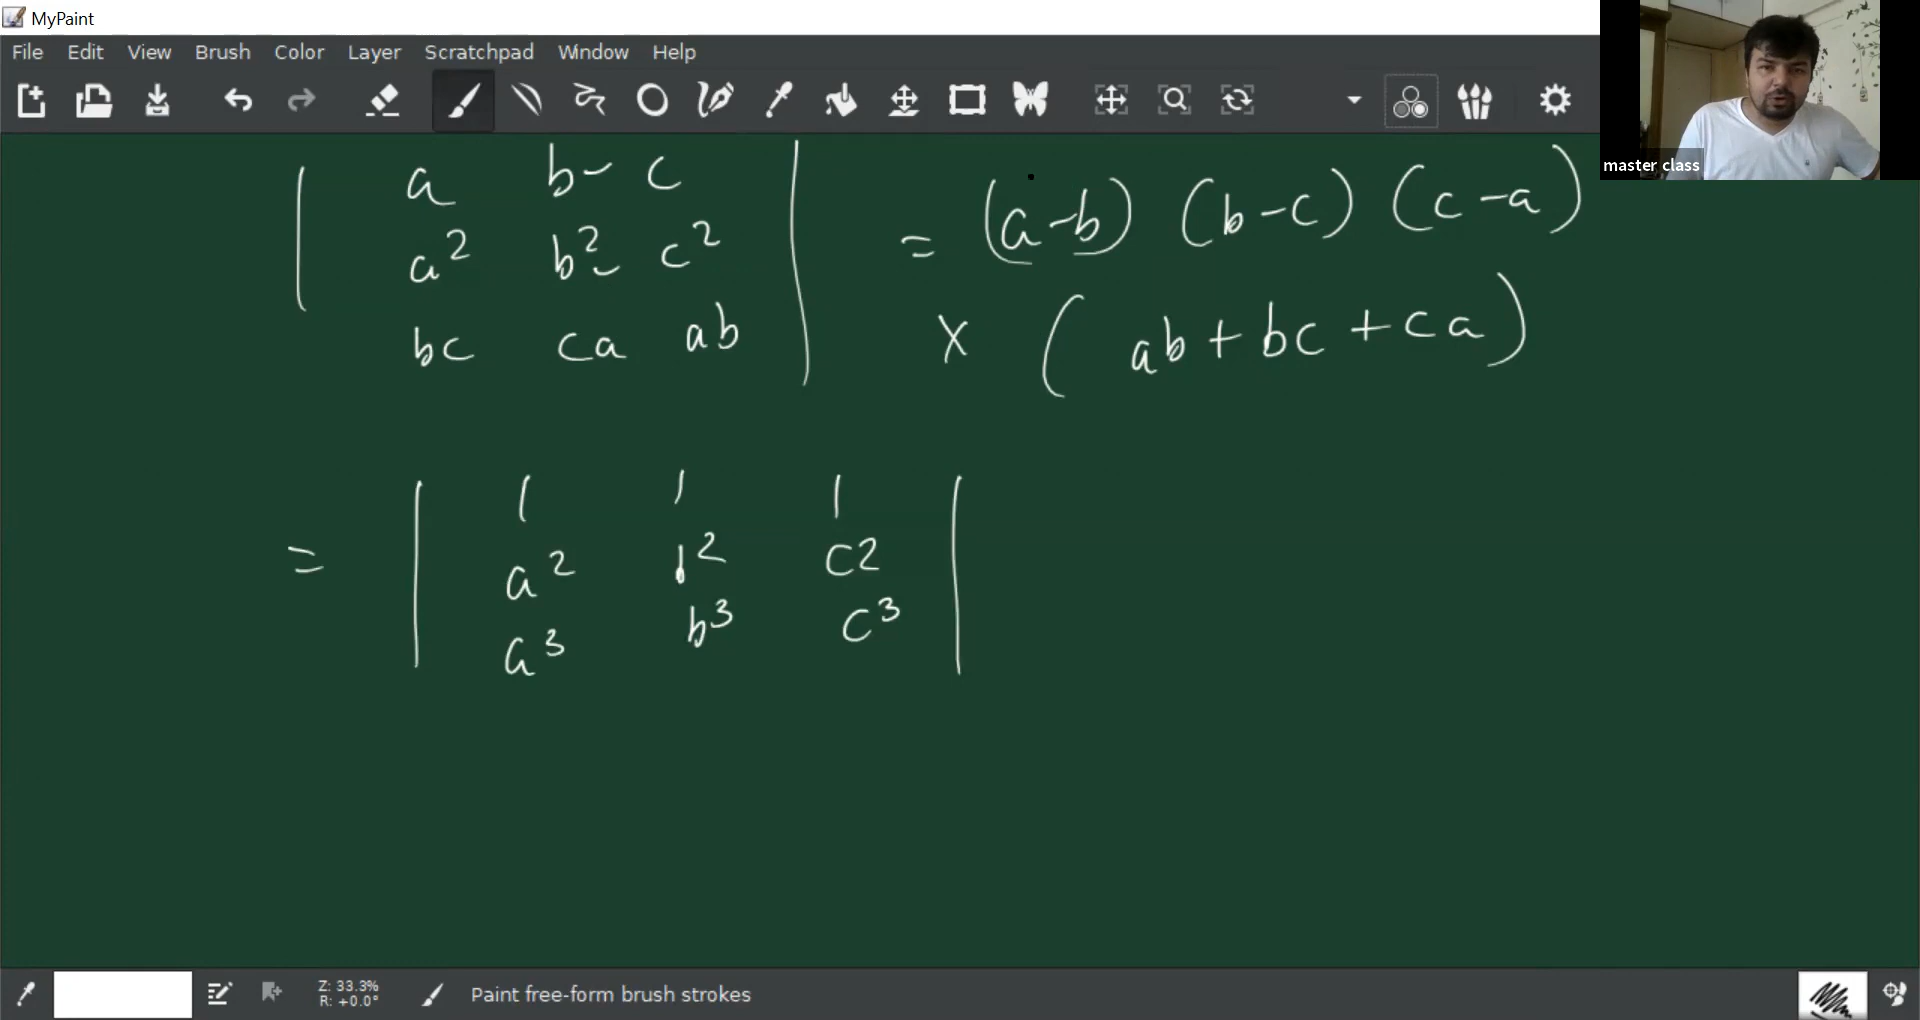 MyPaint
File Edit View Brush Color Layer Scratchpad Window Help
master class
| a b- c |
| a² b² c² | = (a-b) (b-c) (c-a)
| bc ca ab | x (ab+bc+ca)
| 1 1 1 |
= | a² b² c2 |
| a³ b³ c³ |
Z: 33.3%
R: +0.0°
Paint free-form brush strokes